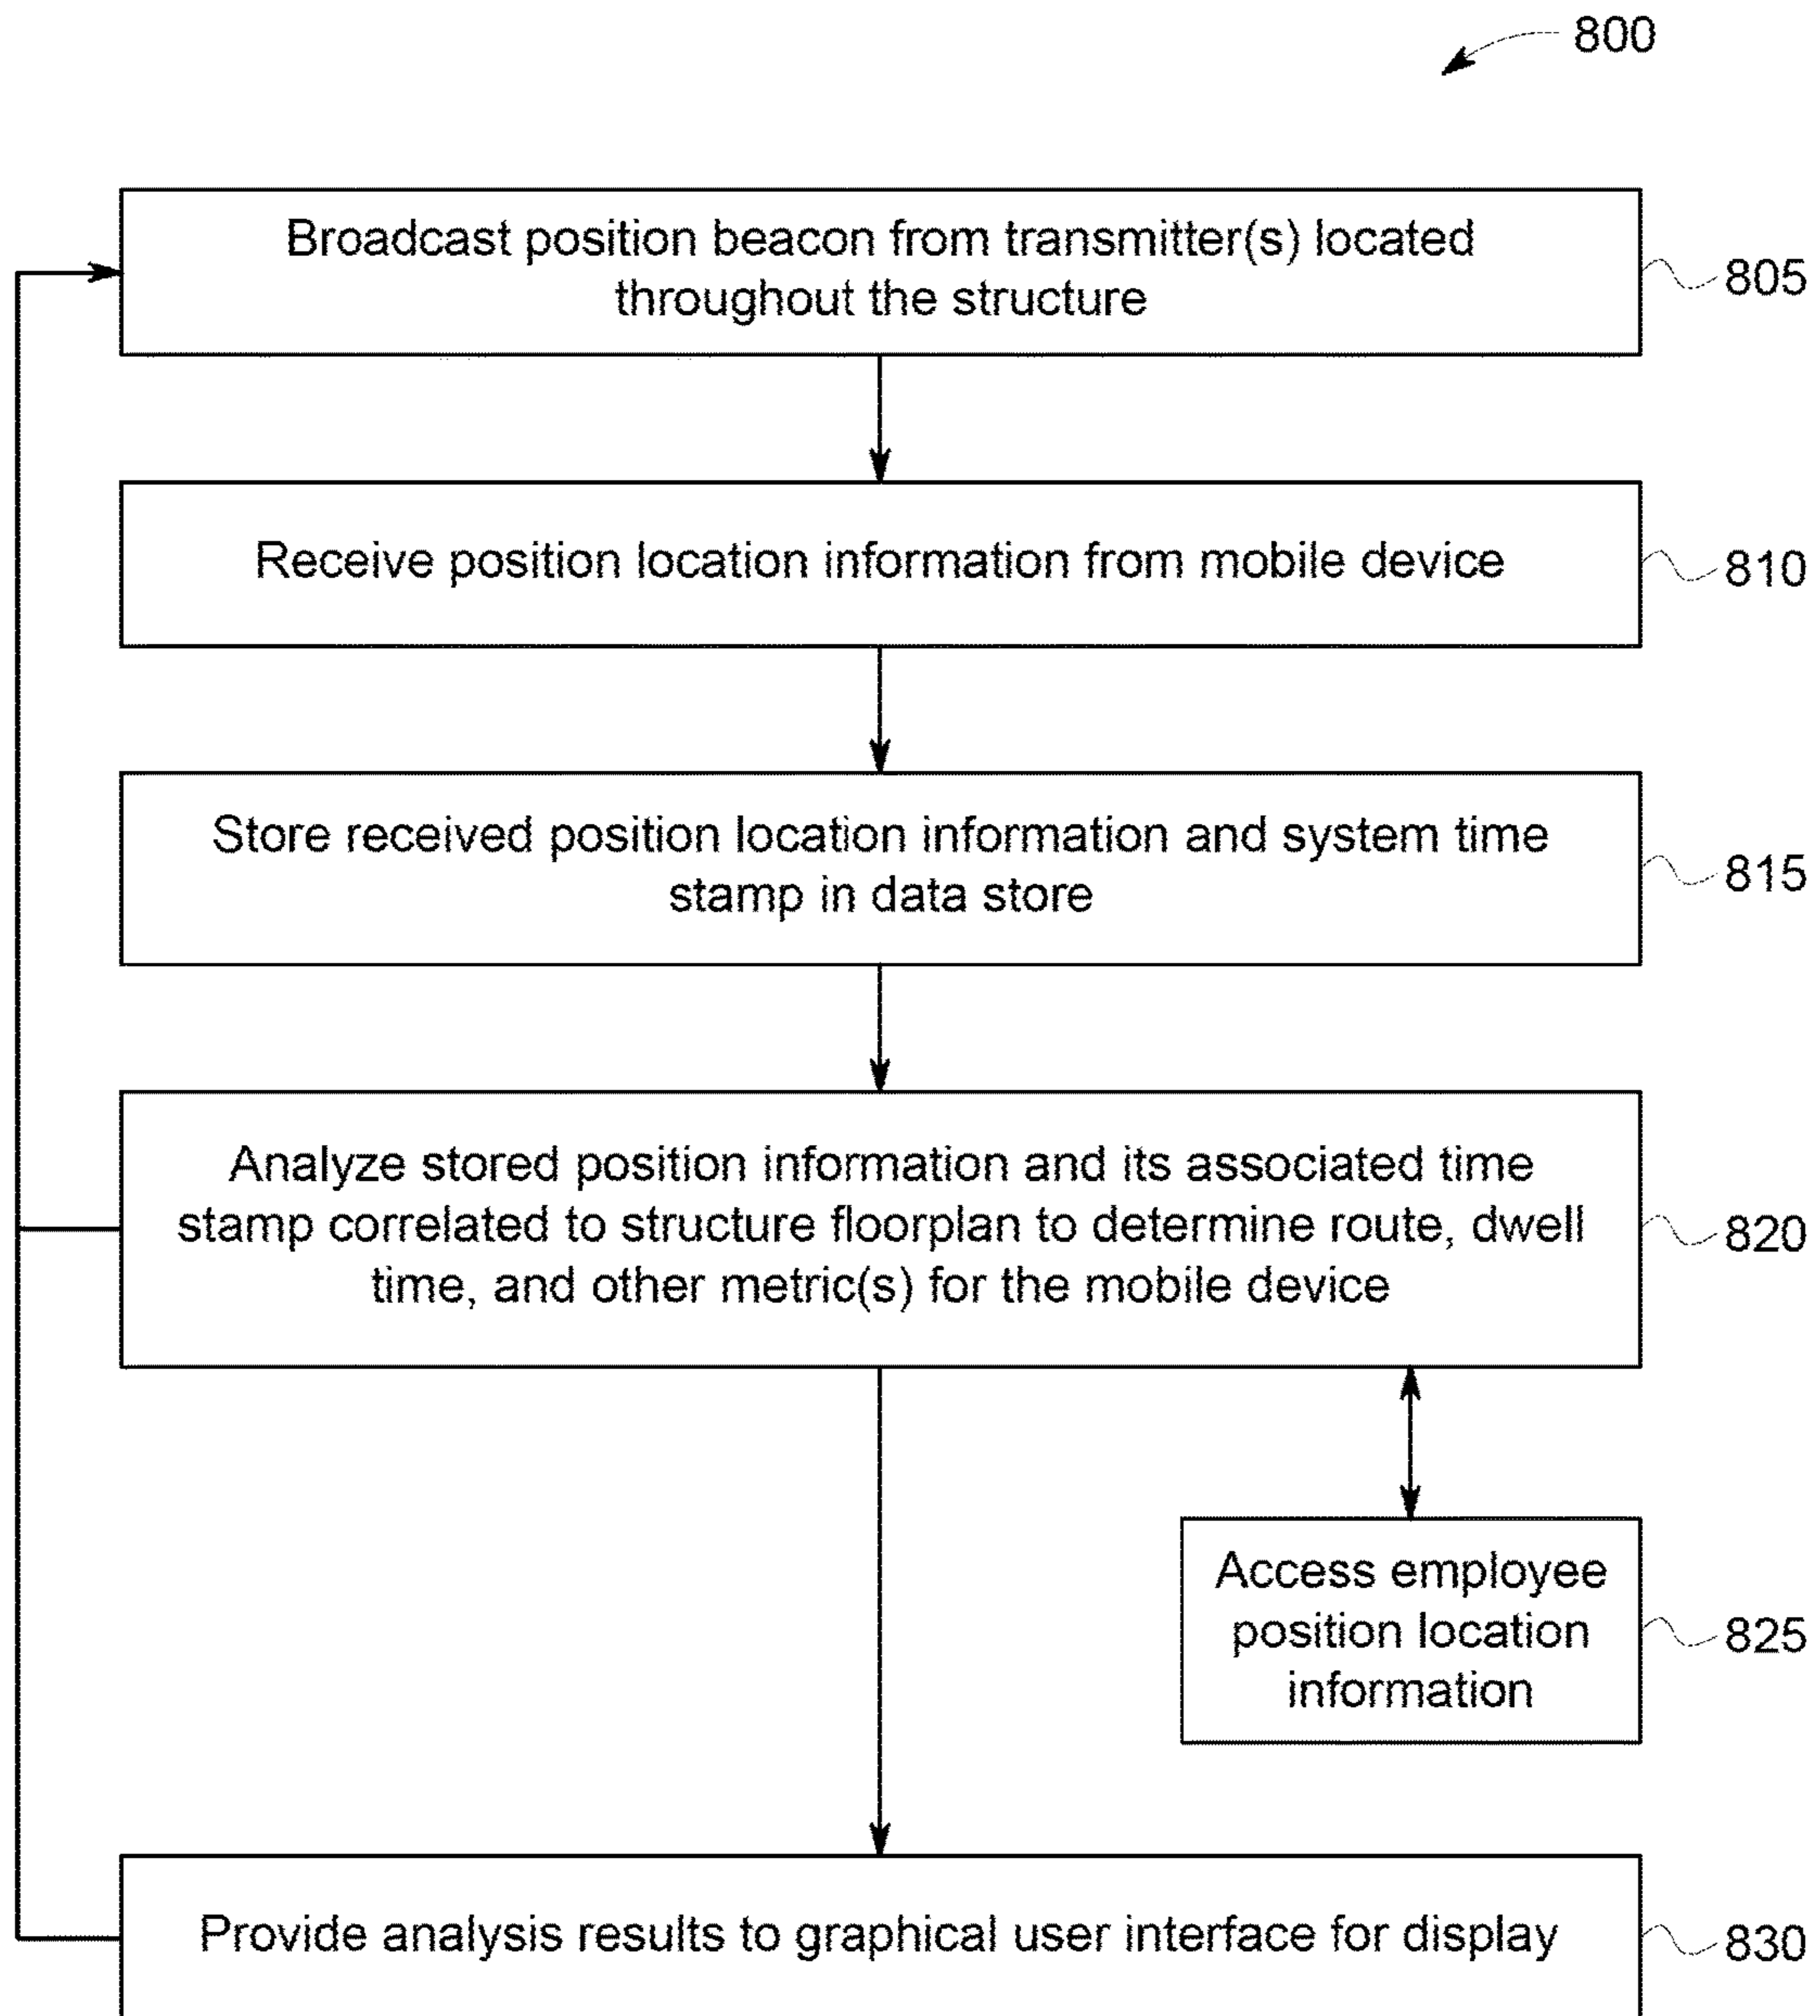 800
Broadcast position beacon from transmitter(s) located
throughout the structure
805
Receive position location information from mobile device
810
Store received position location information and system time
stamp in data store
815
Analyze stored position information and its associated time
stamp correlated to structure floorplan to determine route, dwell
time, and other metric(s) for the mobile device
820
Access employee
position location
information
825
Provide analysis results to graphical user interface for display
830